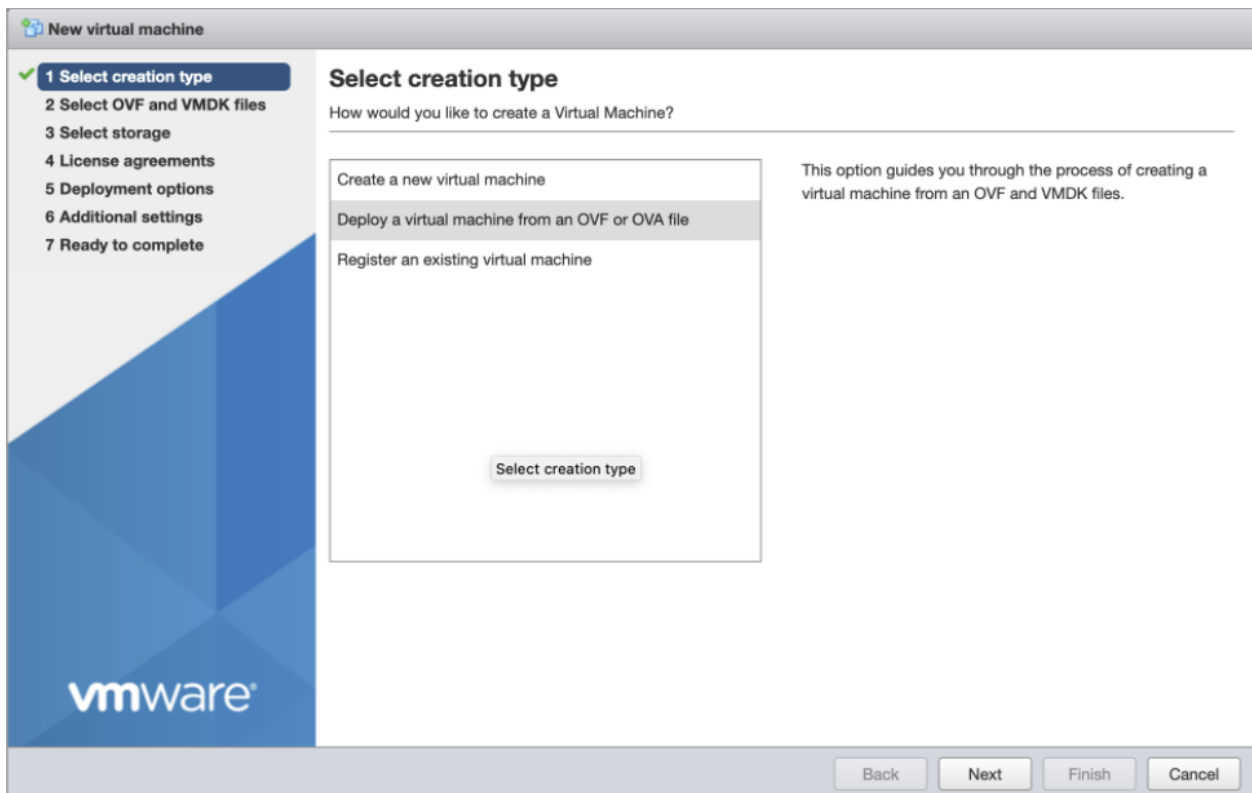 New virtual machine
1 Select creation type
2 Select OVF and VMDK files
3 Select storage
4 License agreements
5 Deployment options
6 Additional settings
7 Ready to complete
Select creation type
How would you like to create a Virtual Machine?
Create a new virtual machine
Deploy a virtual machine from an OVF or OVA file
Register an existing virtual machine
This option guides you through the process of creating a
virtual machine from an OVF and VMDK files.
Select creation type
vmware®
Back
Next
Finish
Cancel